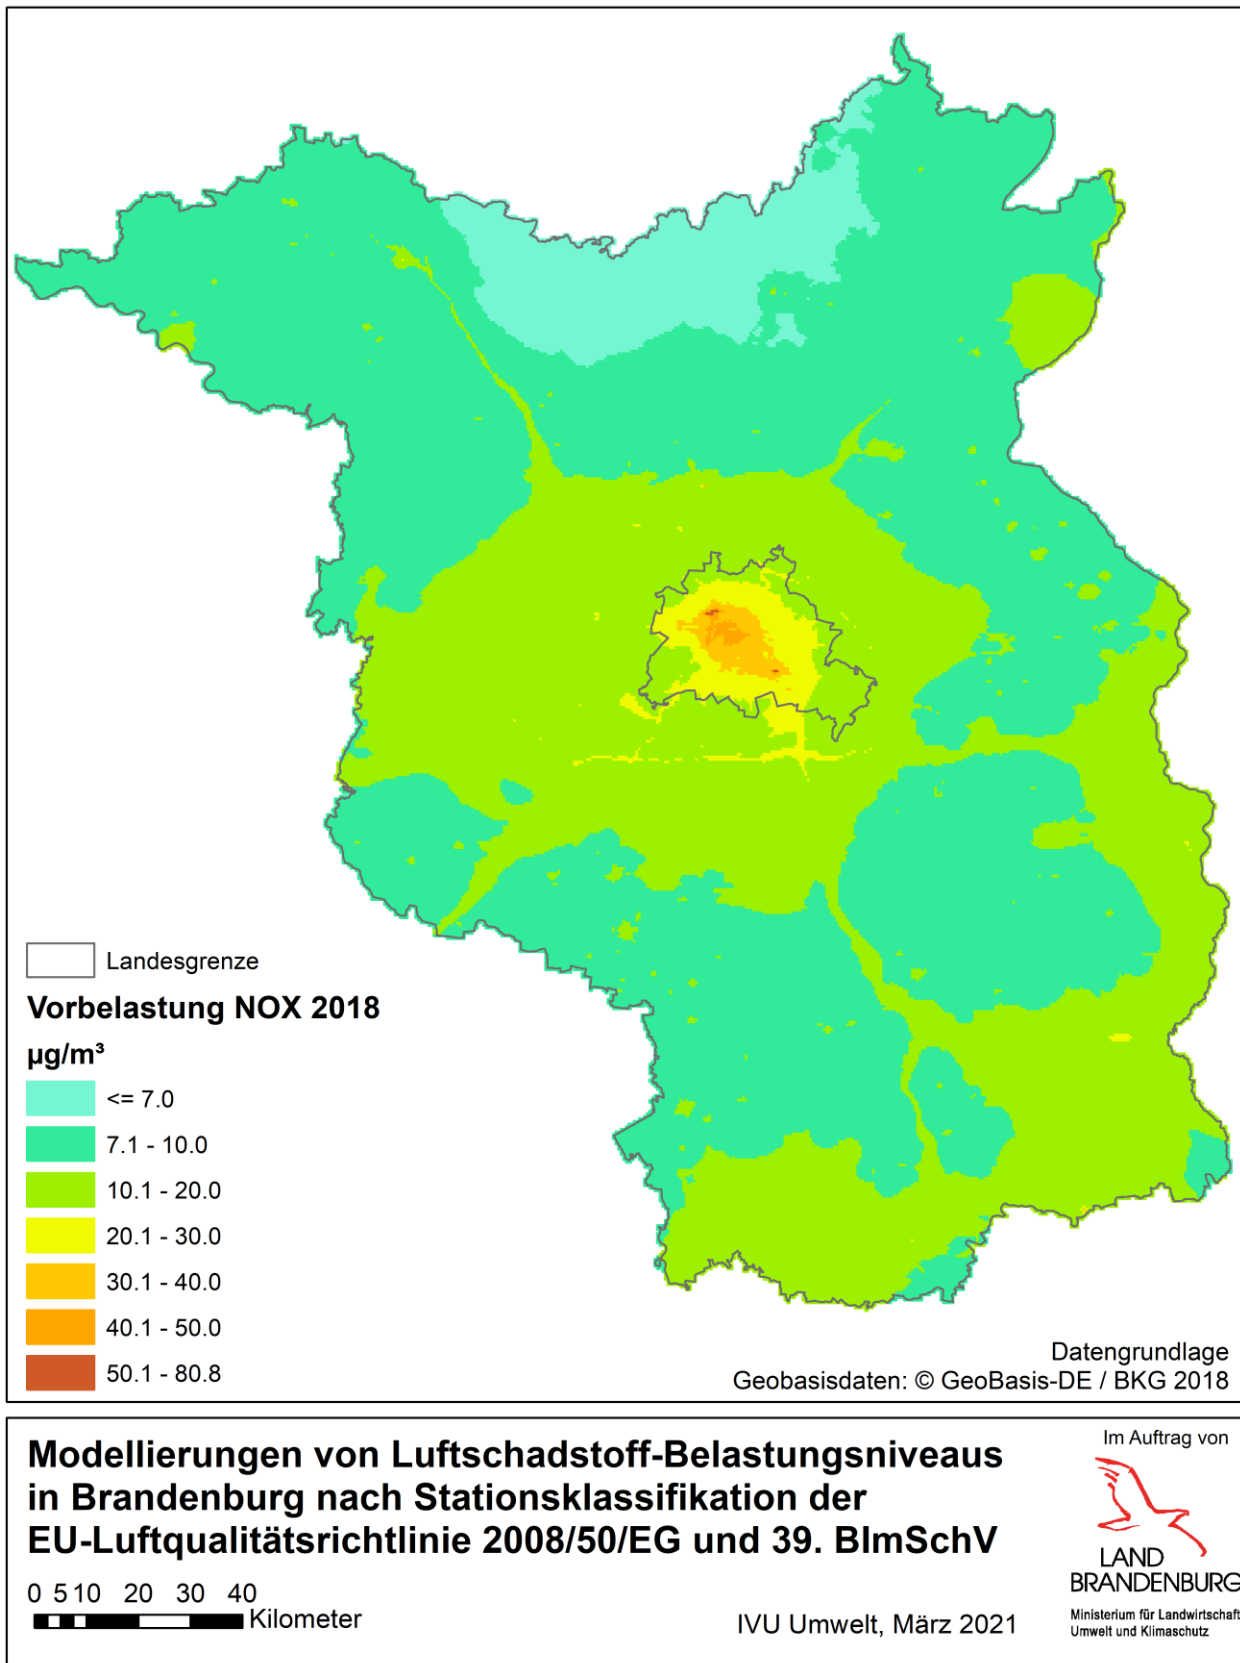 Landesgrenze
Vorbelastung NOX 2018
µg/m³
<= 7.0
7.1 - 10.0
10.1 - 20.0
20.1 - 30.0
30.1 - 40.0
40.1 - 50.0
50.1 - 80.8
Datengrundlage
Geobasisdaten: © GeoBasis-DE / BKG 2018
Modellierungen von Luftschadstoff-Belastungsniveaus
in Brandenburg nach Stationsklassifikation der
EU-Luftqualitätsrichtlinie 2008/50/EG und 39. BImSchV
0 5 10 20 30 40
Kilometer
IVU Umwelt, März 2021
Im Auftrag von
LAND
BRANDENBURG
Ministerium für Landwirtschaft
Umwelt und Klimaschutz